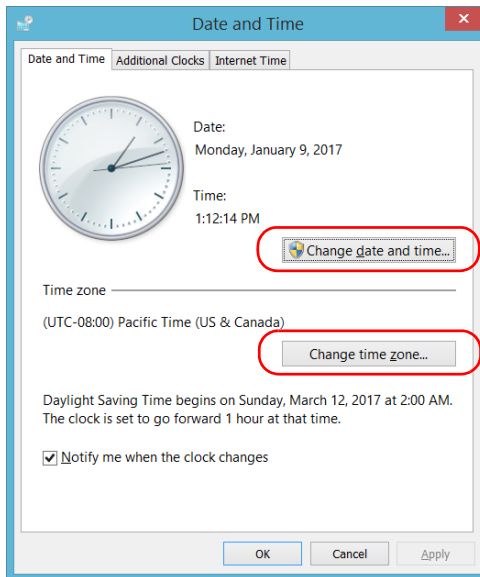 Date and Time
Date and Time Additional Clocks Internet Time
Date:
Monday, January 9, 2017
Time:
1:12:14 PM
Change date and time...
Time zone
(UTC-08:00) Pacific Time (US & Canada)
Change time zone...
Daylight Saving Time begins on Sunday, March 12, 2017 at 2:00 AM.
The clock is set to go forward 1 hour at that time.
Notify me when the clock changes
OK Cancel Apply